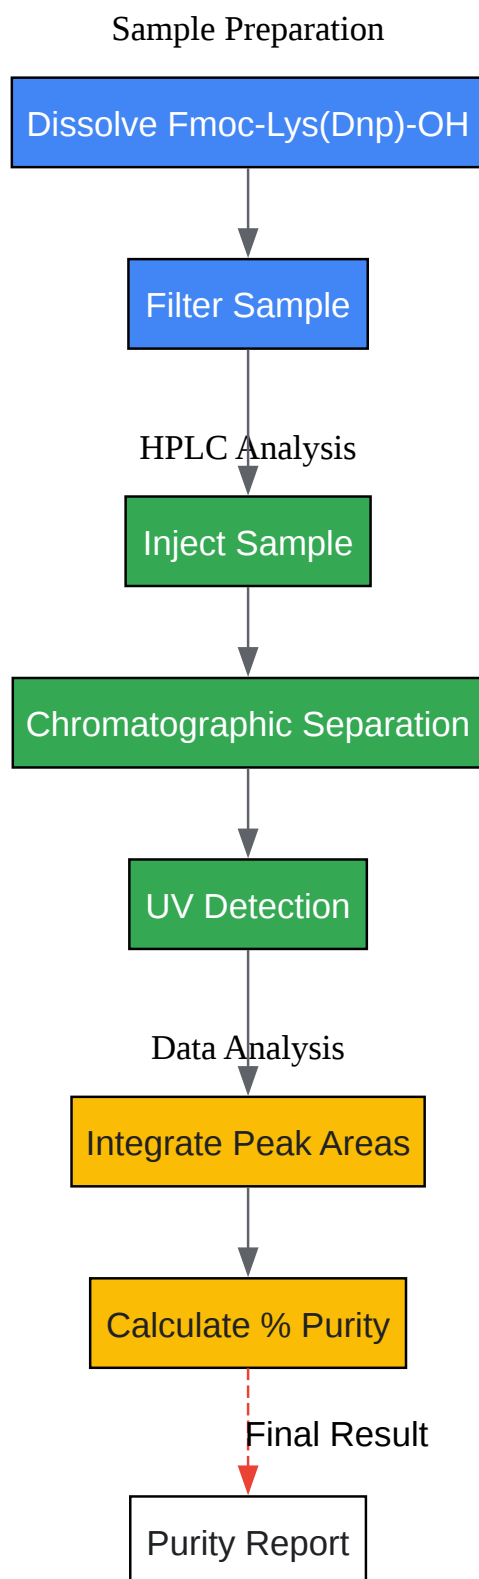 Sample Preparation
Dissolve Fmoc-Lys(Dnp)-OH
Filter Sample
HPLC Analysis
Inject Sample
Chromatographic Separation
UV Detection
Data Analysis
Integrate Peak Areas
Calculate % Purity
Final Result
Purity Report